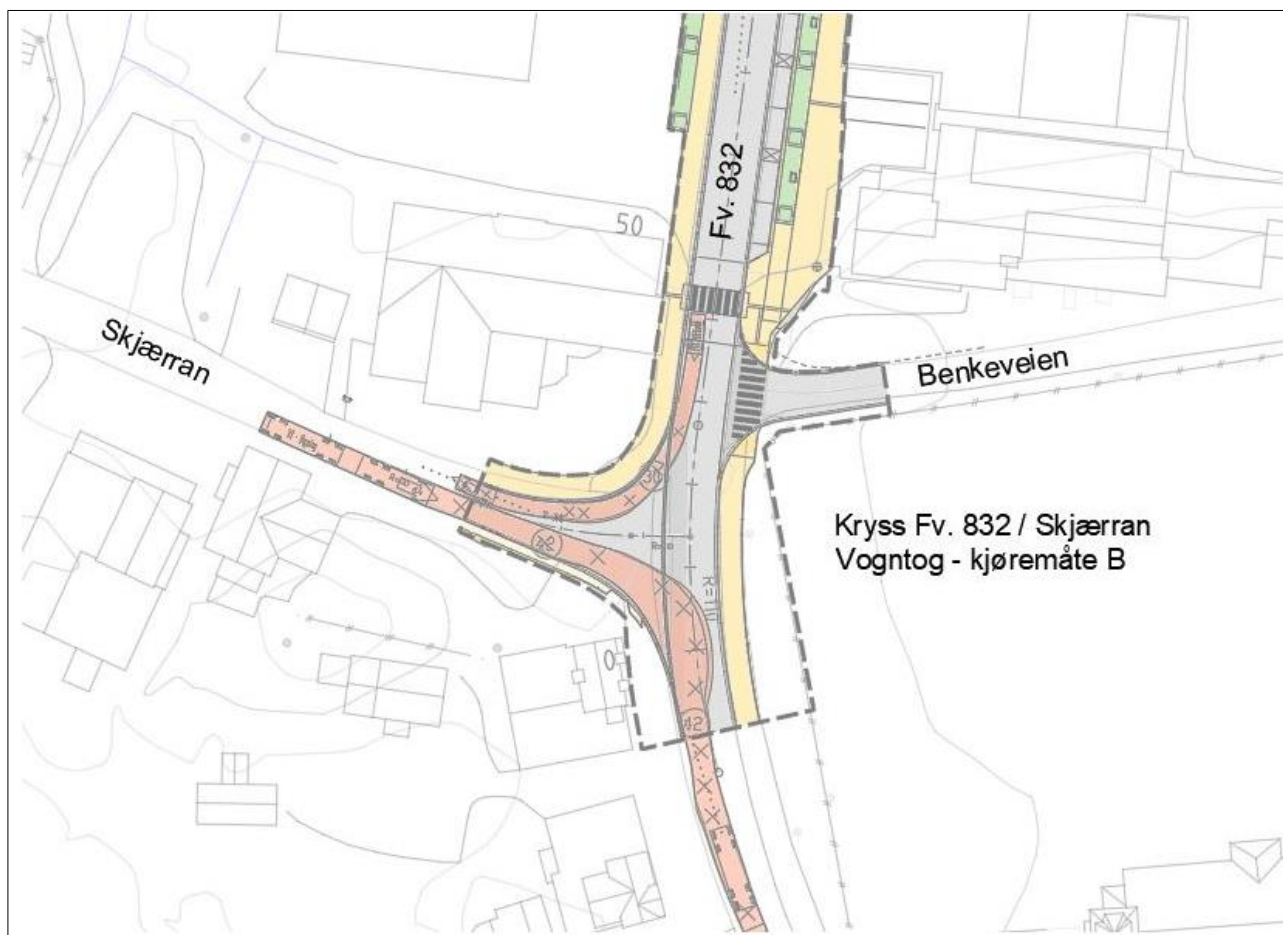 50
Fv. 832
Skjærran
Benkeveien
Kryss Fv. 832 / Skjærran
Vogntog - kjøremåte B